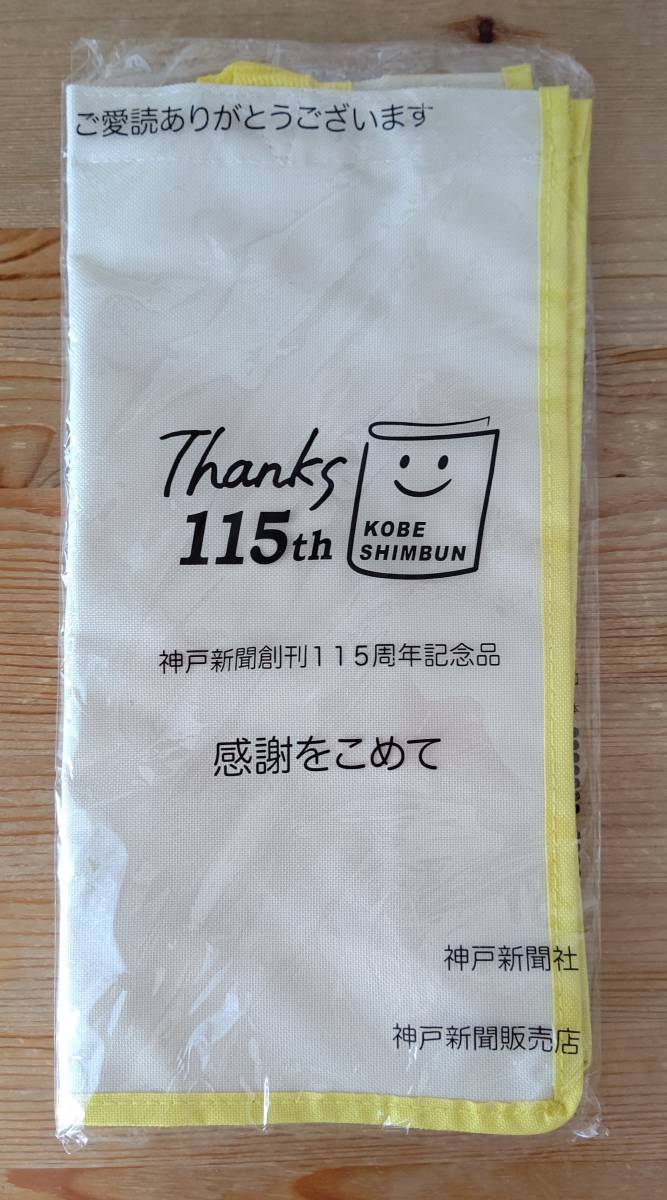 ご愛読ありがとうございます
Thanks
115th
KOBE
SHIMBUN
神戸新聞創刊115周年記念品
感謝をこめて
神戸新聞社
神戸新聞販売店